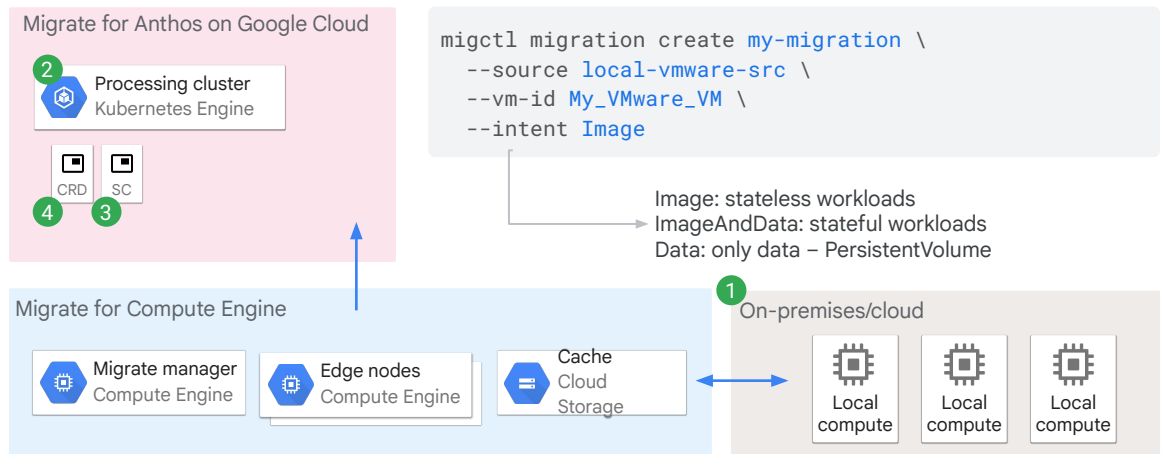 Migrate for Anthos on Google Cloud
2
Processing cluster
Kubernetes Engine
CRD
SC
4
3
migctl migration create my-migration \
--source local-vmware-src \
--vm-id My_VMware_VM \
--intent Image
Image: stateless workloads
ImageAndData: stateful workloads
Data: only data – PersistentVolume
Migrate for Compute Engine
Migrate manager
Compute Engine
Edge nodes
Compute Engine
Cache
Cloud
Storage
1
On-premises/cloud
Local
compute
Local
compute
Local
compute